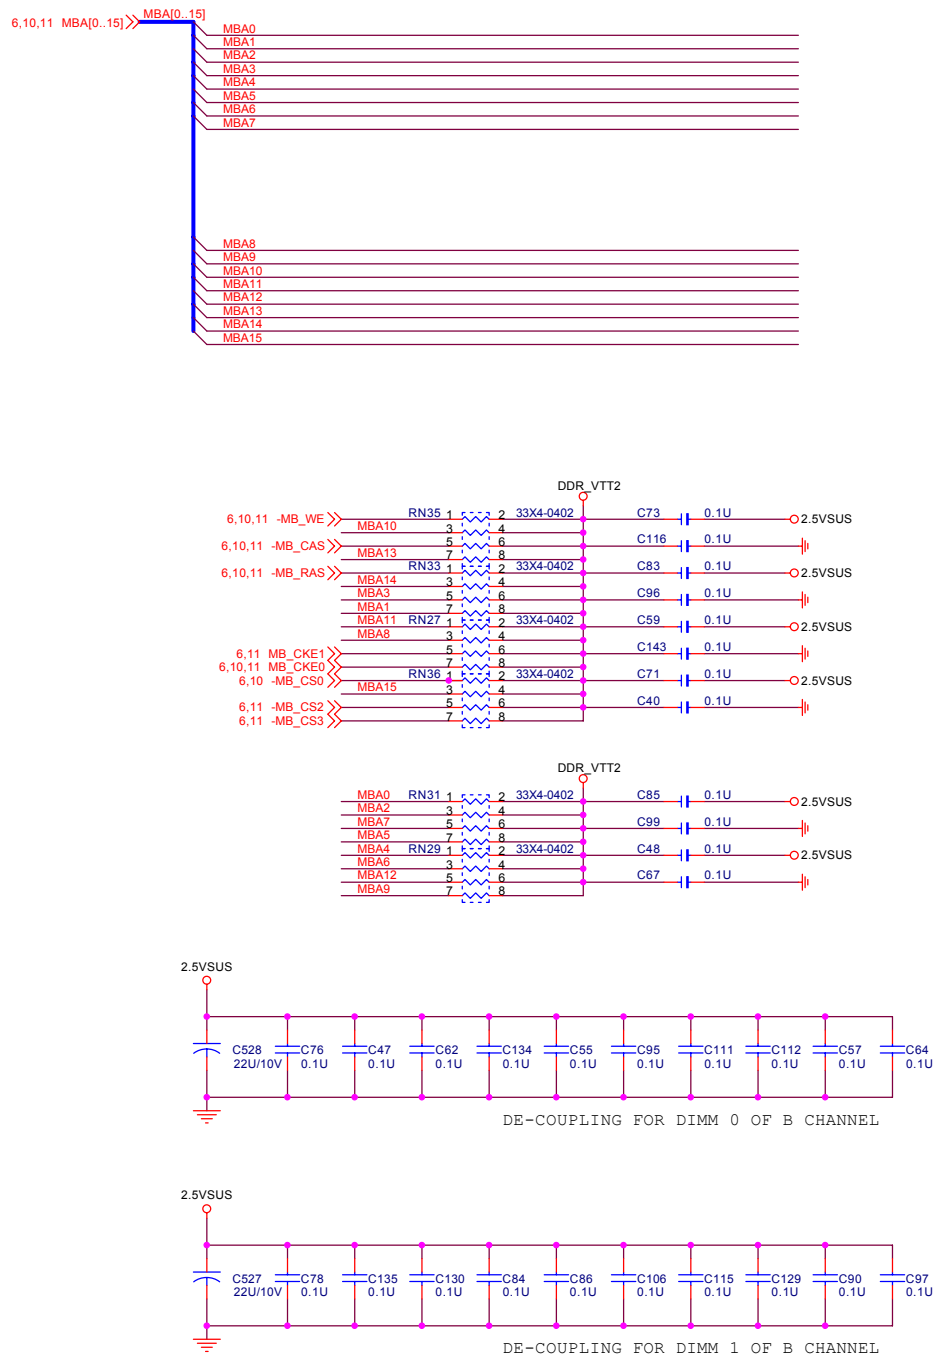 MBA[0..15]
6,10,11 MBA[0..15]
MBA0
MBA1
MBA2
MBA3
MBA4
MBA5
MBA6
MBA7
MBA8
MBA9
MBA10
MBA11
MBA12
MBA13
MBA14
MBA15
DDR_VTT2
6,10,11 -MB_WE RN35 1 2 33X4-0402 C73 0.1U 2.5VSUS
MBA10 3 4
6,10,11 -MB_CAS 5 6 C116 0.1U
MBA13 7 8
6,10,11 -MB_RAS RN33 1 2 33X4-0402 C83 0.1U 2.5VSUS
MBA14 3 4
MBA3 5 6 C96 0.1U
MBA1 7 8
MBA11 RN27 1 2 33X4-0402 C59 0.1U 2.5VSUS
MBA8 3 4
6,11 MB_CKE1 5 6 C143 0.1U
6,10,11 MB_CKE0 7 8
6,10 -MB_CS0 RN36 1 2 33X4-0402 C71 0.1U 2.5VSUS
MBA15 3 4
6,11 -MB_CS2 5 6 C40 0.1U
6,11 -MB_CS3 7 8
DDR_VTT2
MBA0 RN31 1 2 33X4-0402 C85 0.1U 2.5VSUS
MBA2 3 4
MBA7 5 6 C99 0.1U
MBA5 7 8
MBA4 RN29 1 2 33X4-0402 C48 0.1U 2.5VSUS
MBA6 3 4
MBA12 5 6 C67 0.1U
MBA9 7 8
2.5VSUS
C528 C76 C47 C62 C134 C55 C95 C111 C112 C57 C64
22U/10V 0.1U 0.1U 0.1U 0.1U 0.1U 0.1U 0.1U 0.1U 0.1U 0.1U
DE-COUPLING FOR DIMM 0 OF B CHANNEL
2.5VSUS
C527 C78 C135 C130 C84 C86 C106 C115 C129 C90 C97
22U/10V 0.1U 0.1U 0.1U 0.1U 0.1U 0.1U 0.1U 0.1U 0.1U 0.1U
DE-COUPLING FOR DIMM 1 OF B CHANNEL